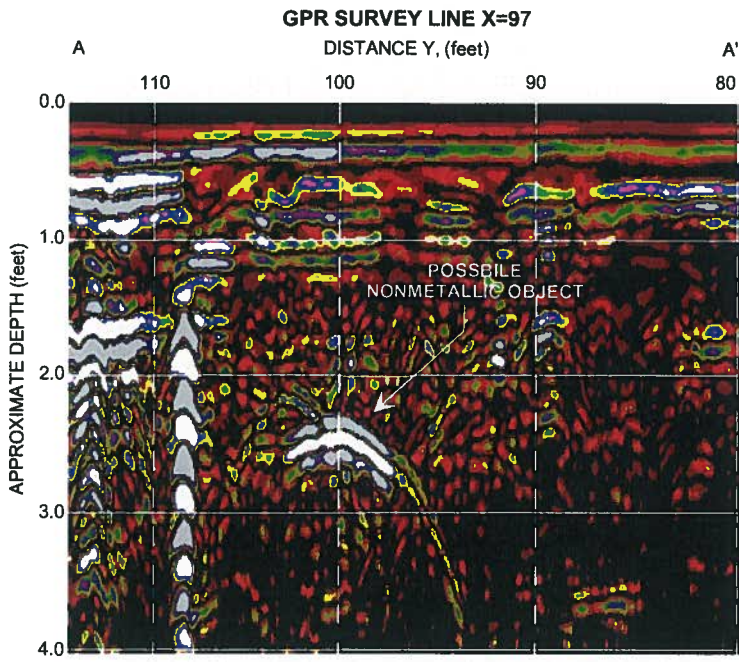 GPR SURVEY LINE X=97
A DISTANCE Y, (feet) A'
110 100 90 80
0.0
1.0
POSSBILE
NONMETALLIC OBJECT
2.0
3.0
4.0
APPROXIMATE DEPTH (feet)